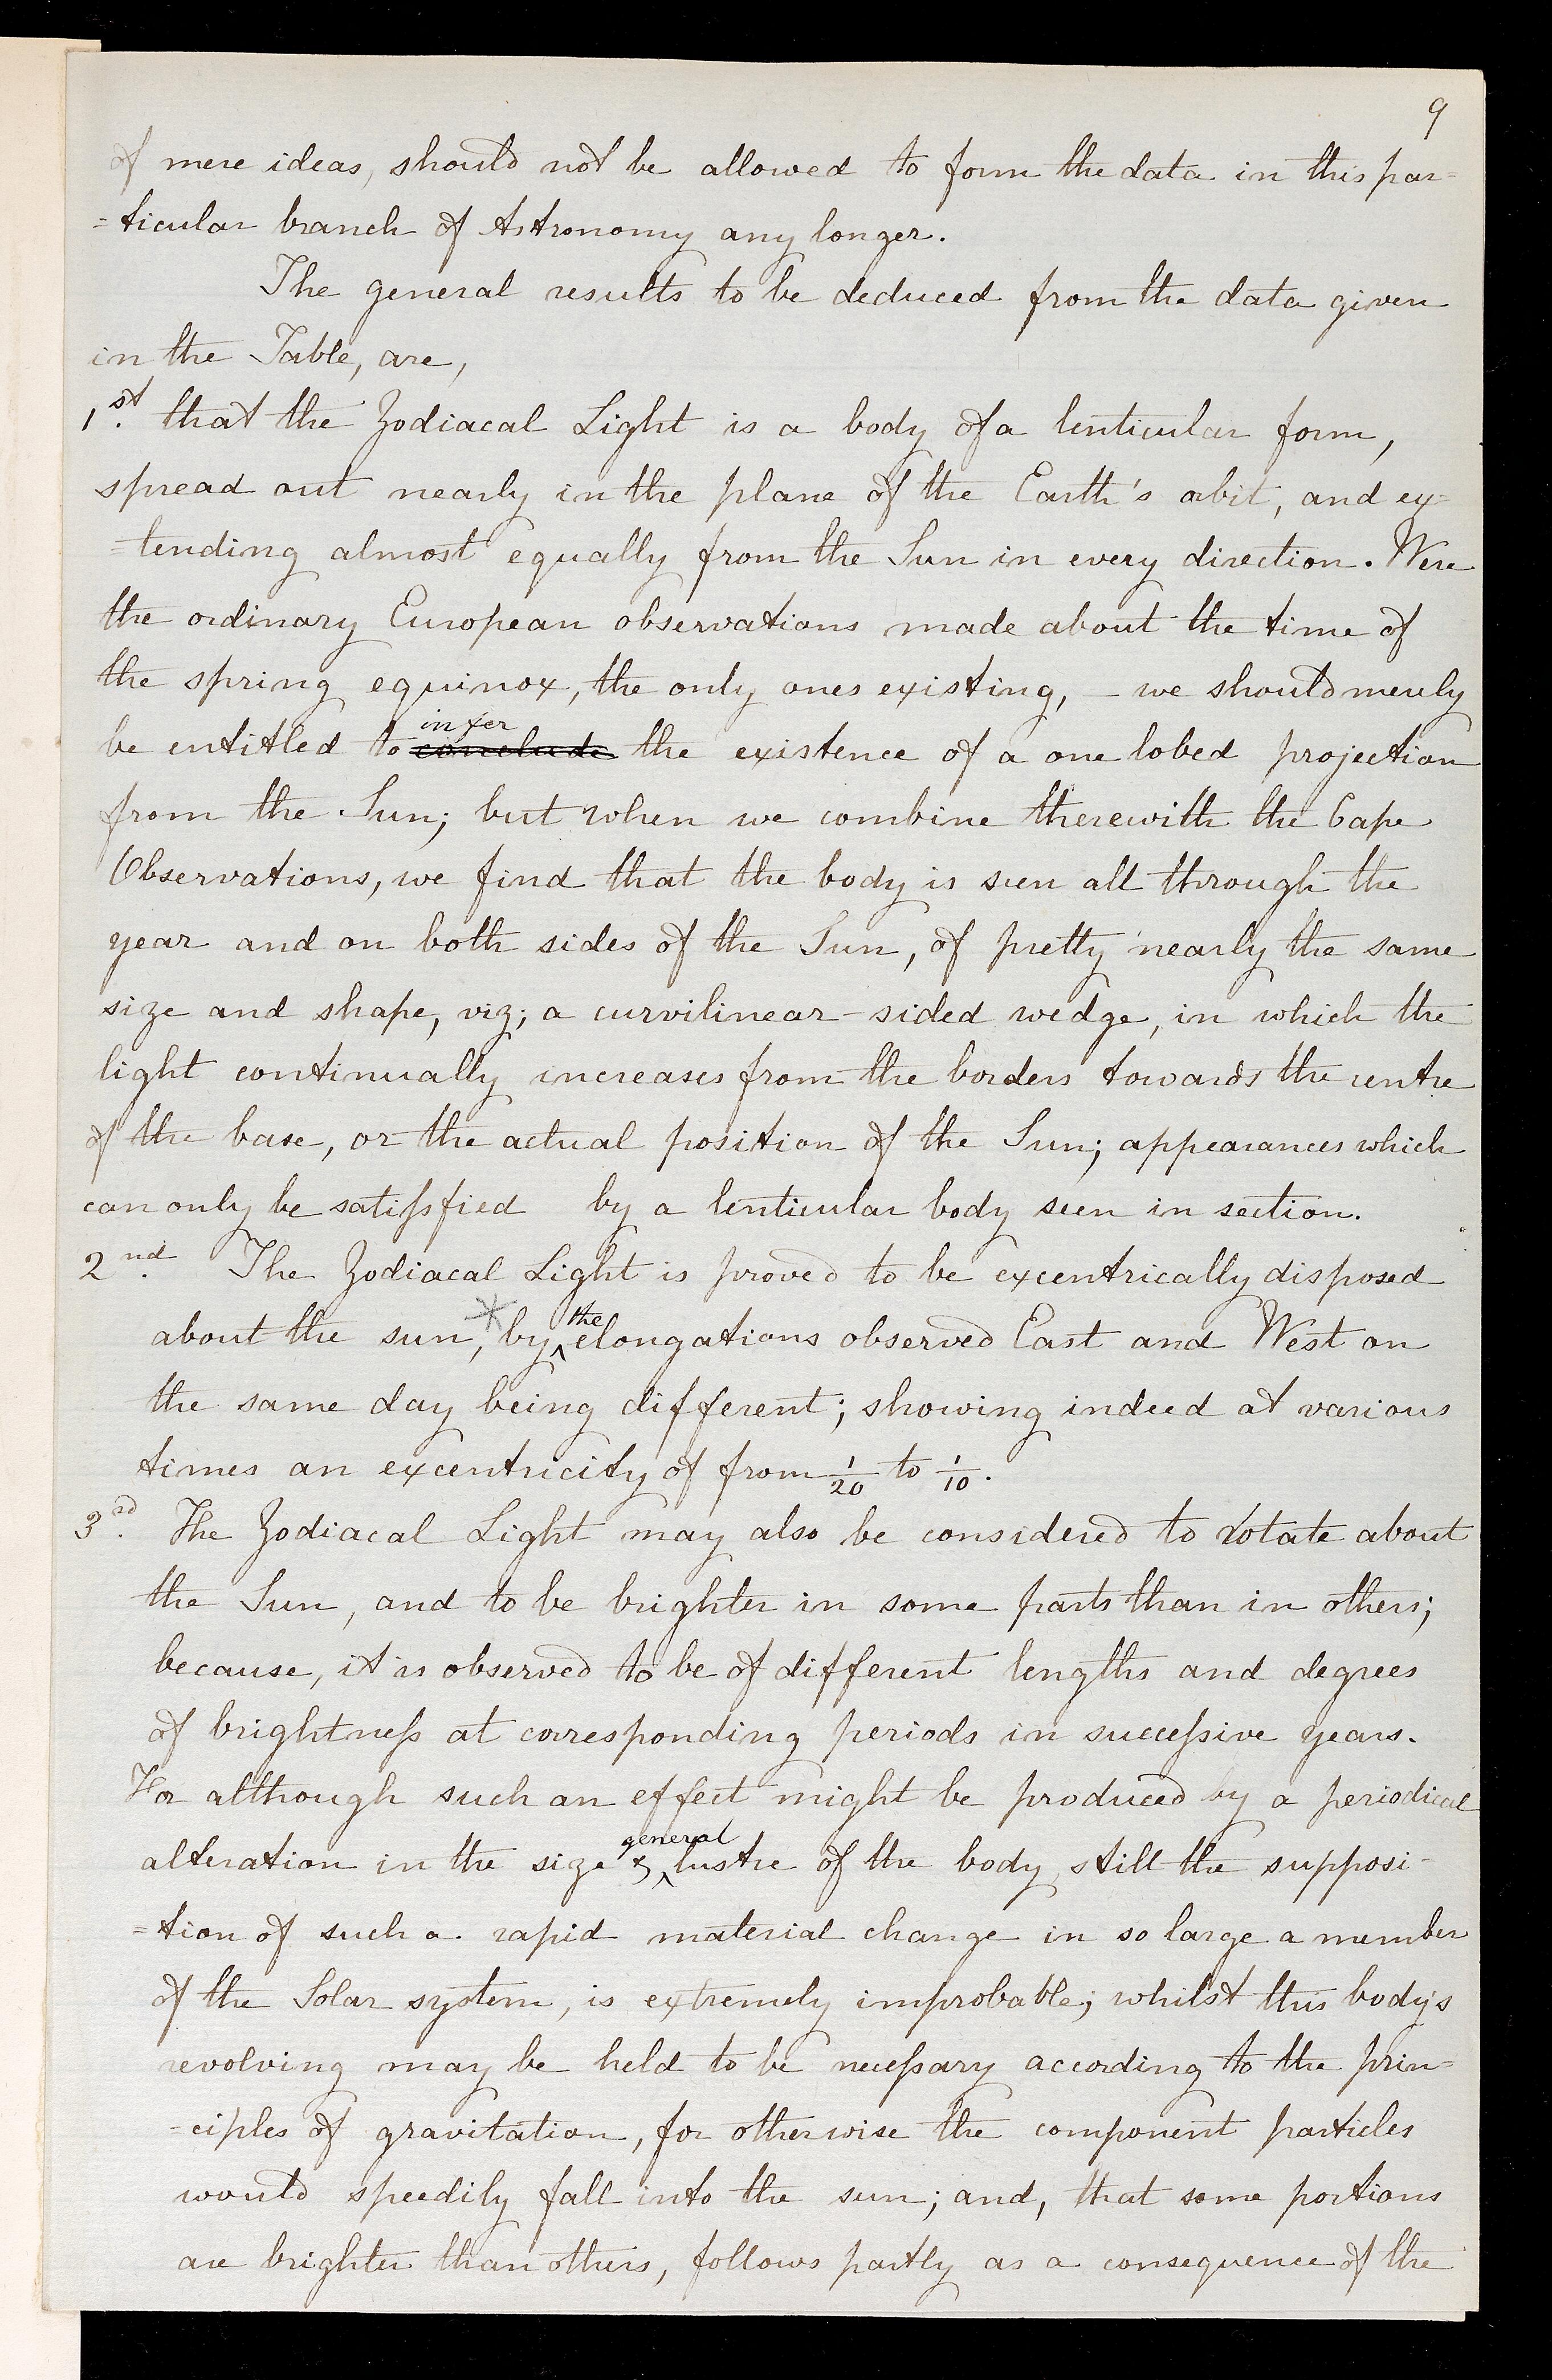 9
of mere ideas, should not be allowed to form the data in this par=
=ticular branch of Astronomy any longer.
The general results to be deduced from the data given
in the Table, are,
1st. that the Zodiacal Light is a body of a lenticular form,
spread out nearly in the plane of the Earth's orbit, and ex=
=tending almost equally from the Sun in every direction. Were
the ordinary European observations made about the time of
the spring equinox, the only ones existing, – we should merely
infer
be entitled to conclude the existence of a one lobed projection
from the Sun; but when we combine therewith the Cape
Observations, we find that the body is seen all through the
year and on both sides of the Sun, of pretty nearly the same
size and shape, viz; a curvilinear-sided wedge, in which the
light continually increases from the borders towards the centre
of the base, or the actual position of the Sun; appearances which
can only be satisſfied by a lenticular body seen in section.
2nd. The Zodiacal Light is proved to be excentrically disposed
the
about the sun,* by ‸ elongations observed East and West on
the same day being different; showing indeed at various
times an excentricity of from 1/20 to 1/10.
3rd. The Zodiacal Light may also be considered to rotate about
the Sun, and to be brighter in some parts than in others;
because, it is observed to be of different lengths and degrees
of brightneſs at corresponding periods in succeſsive years.
For although such an effect might be produced by a periodical
general
alteration in the size & ‸ lustre of the body, still the supposi-
=tion of such a rapid material change in so large a member
of the Solar system, is extremely improbable; whilst this body's
revolving may be held to be neceſsary according to the prin=
=ciples of gravitation, for otherwise the component particles
would speedily fall into the sun; and, that some portions
are brighter than others, follows partly as a consequence of the